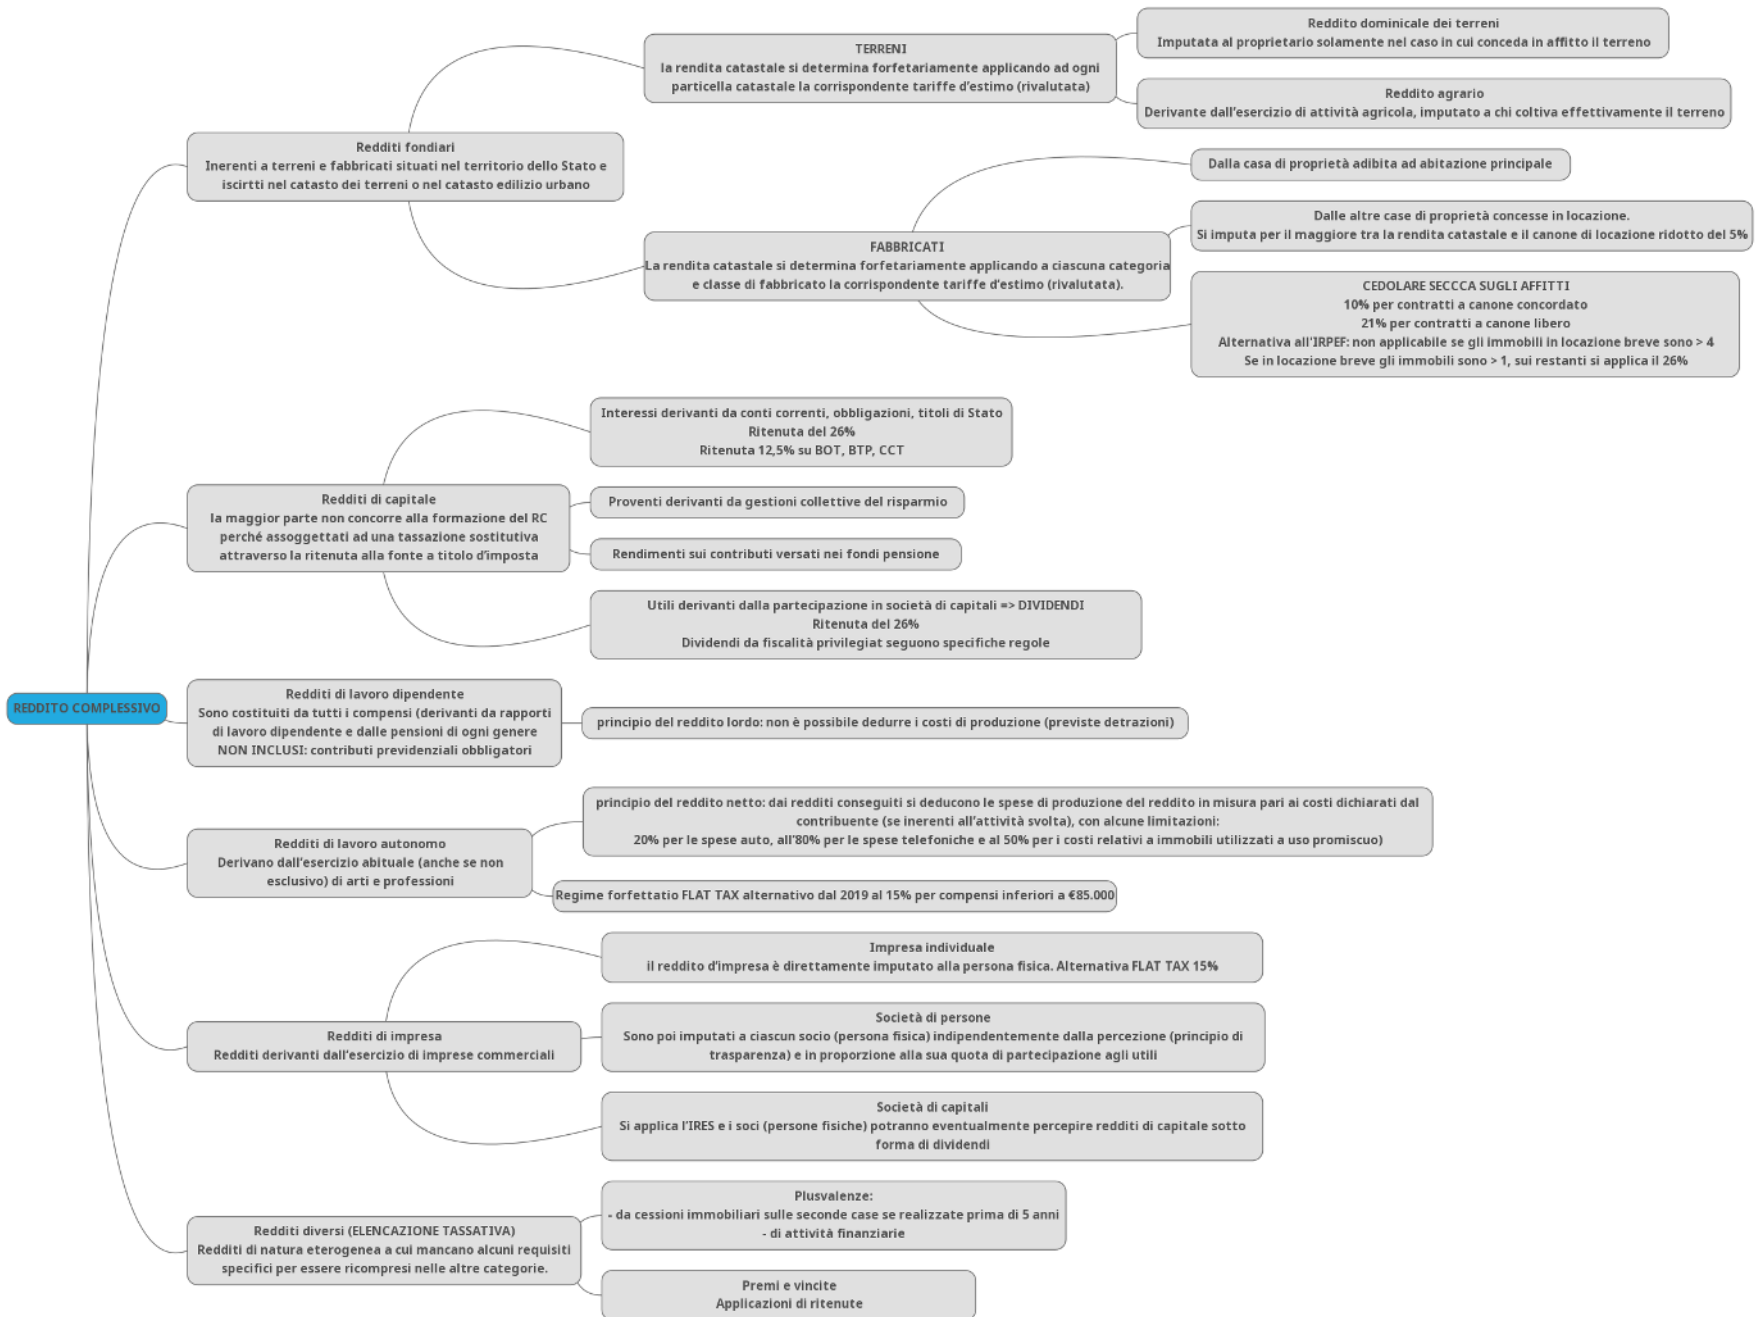 REDDITO COMPLESSIVO
Redditi fondiari
Inerenti a terreni e fabbricati situati nel territorio dello Stato e
iscirtti nel catasto dei terreni o nel catasto edilizio urbano
TERRENI
la rendita catastale si determina forfetariamente applicando ad ogni
particella catastale la corrispondente tariffe d'estimo (rivalutata)
Reddito dominicale dei terreni
Imputata al proprietario solamente nel caso in cui conceda in affitto il terreno
Reddito agrario
Derivante dall'esercizio di attività agricola, imputato a chi coltiva effettivamente il terreno
FABBRICATI
La rendita catastale si determina forfetariamente applicando a ciascuna categoria
e classe di fabbricato la corrispondente tariffe d'estimo (rivalutata).
Dalla casa di proprietà adibita ad abitazione principale
Dalle altre case di proprietà concesse in locazione.
Si imputa per il maggiore tra la rendita catastale e il canone di locazione ridotto del 5%
CEDOLARE SECCCA SUGLI AFFITTI
10% per contratti a canone concordato
21% per contratti a canone libero
Alternativa all'IRPEF: non applicabile se gli immobili in locazione breve sono > 4
Se in locazione breve gli immobili sono > 1, sui restanti si applica il 26%
Redditi di capitale
la maggior parte non concorre alla formazione del RC
perché assoggettati ad una tassazione sostitutiva
attraverso la ritenuta alla fonte a titolo d'imposta
Interessi derivanti da conti correnti, obbligazioni, titoli di Stato
Ritenuta del 26%
Ritenuta 12,5% su BOT, BTP, CCT
Proventi derivanti da gestioni collettive del risparmio
Rendimenti sui contributi versati nei fondi pensione
Utili derivanti dalla partecipazione in società di capitali => DIVIDENDI
Ritenuta del 26%
Dividendi da fiscalità privilegiat seguono specifiche regole
Redditi di lavoro dipendente
Sono costituiti da tutti i compensi (derivanti da rapporti
di lavoro dipendente e dalle pensioni di ogni genere
NON INCLUSI: contributi previdenziali obbligatori
principio del reddito lordo: non è possibile dedurre i costi di produzione (previste detrazioni)
Redditi di lavoro autonomo
Derivano dall'esercizio abituale (anche se non
esclusivo) di arti e professioni
principio del reddito netto: dai redditi conseguiti si deducono le spese di produzione del reddito in misura pari ai costi dichiarati dal
contribuente (se inerenti all'attività svolta), con alcune limitazioni:
20% per le spese auto, all'80% per le spese telefoniche e al 50% per i costi relativi a immobili utilizzati a uso promiscuo)
Regime forfettatio FLAT TAX alternativo dal 2019 al 15% per compensi inferiori a €85.000
Redditi di impresa
Redditi derivanti dall'esercizio di imprese commerciali
Impresa individuale
il reddito d'impresa è direttamente imputato alla persona fisica. Alternativa FLAT TAX 15%
Società di persone
Sono poi imputati a ciascun socio (persona fisica) indipendentemente dalla percezione (principio di
trasparenza) e in proporzione alla sua quota di partecipazione agli utili
Società di capitali
Si applica l'IRES e i soci (persone fisiche) potranno eventualmente percepire redditi di capitale sotto
forma di dividendi
Redditi diversi (ELENCAZIONE TASSATIVA)
Redditi di natura eterogenea a cui mancano alcuni requisiti
specifici per essere ricompresi nelle altre categorie.
Plusvalenze:
- da cessioni immobiliari sulle seconde case se realizzate prima di 5 anni
- di attività finanziarie
Premi e vincite
Applicazioni di ritenute